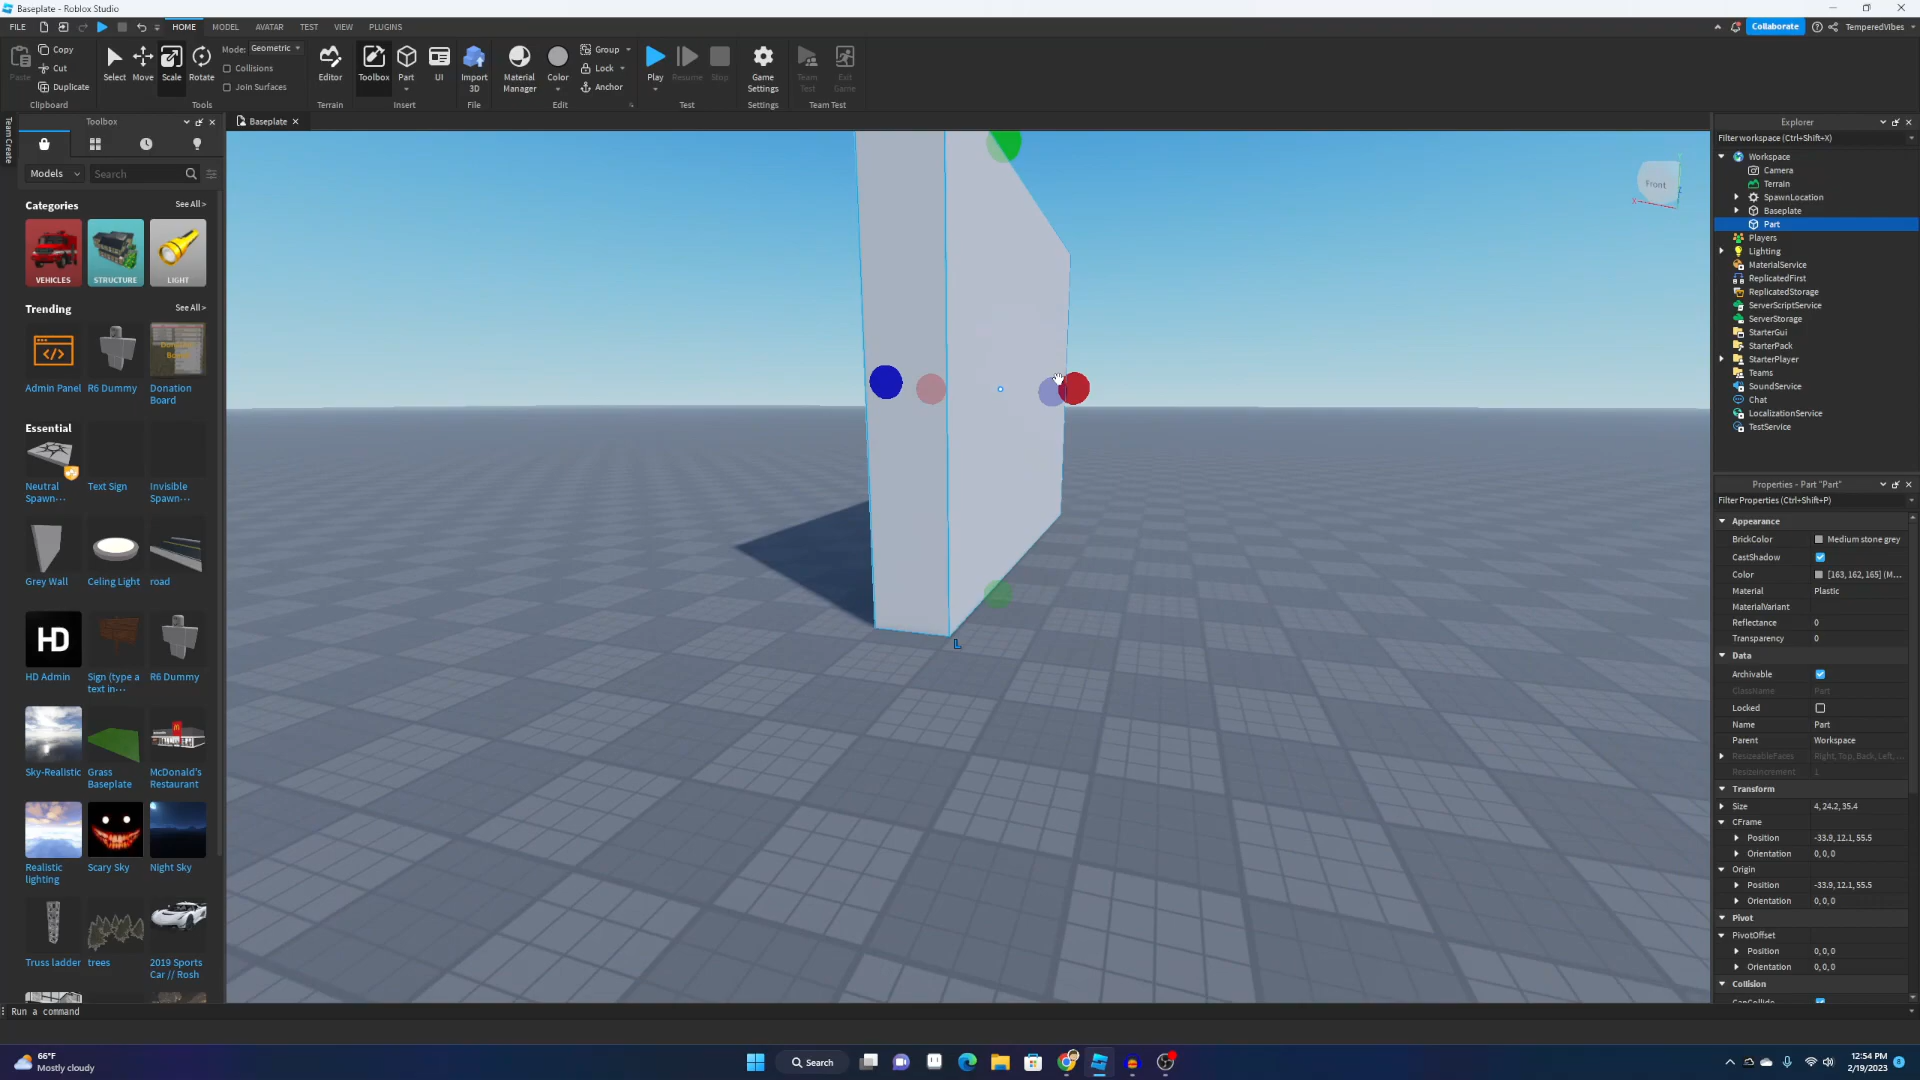 Baseplate - Roblox Studio
FILE
HOME
MODEL
AVATAR
TEST
VIEW
PLUGINS
Collaborate
TemperedVibes
Paste
Copy
Cut
Duplicate
Clipboard
Select
Move
Scale
Rotate
Mode:
Geometric
Collisions
Join Surfaces
Tools
Editor
Terrain
Toolbox
Part
UI
Insert
Import
3D
File
Material
Manager
Color
Group
Lock
Anchor
Edit
Play
Resume
Stop
Test
Game
Settings
Settings
Team
Test
Exit
Game
Team Test
Team Create
Toolbox
Models
Search
Categories
See All >
VEHICLES
STRUCTURE
LIGHT
Trending
See All >
Donation
Board
Admin Panel
R6 Dummy
Donation
Board
Essential
Neutral
Spawn···
Text Sign
Invisible
Spawn···
Grey Wall
Celing Light
road
HD
HD Admin
Sign (type a
text in···
R6 Dummy
Sky-Realistic
Grass
Baseplate
McDonald's
Restaurant
Realistic
lighting
Scary Sky
Night Sky
Truss ladder
trees
2019 Sports
Car // Rosh
Baseplate
Front
X
L
Explorer
Filter workspace (Ctrl+Shift+X)
Workspace
Camera
Terrain
SpawnLocation
Baseplate
Part
Players
Lighting
MaterialService
ReplicatedFirst
ReplicatedStorage
ServerScriptService
ServerStorage
StarterGui
StarterPack
StarterPlayer
Teams
SoundService
Chat
LocalizationService
TestService
Properties - Part "Part"
Filter Properties (Ctrl+Shift+P)
Appearance
BrickColor Medium stone grey
CastShadow
Color [163, 162, 165] (M...
Material Plastic
MaterialVariant
Reflectance 0
Transparency 0
Data
Archivable
ClassName Part
Locked
Name Part
Parent Workspace
ResizeableFaces Right, Top, Back, Left, ...
ResizeIncrement 1
Transform
Size 4, 24.2, 35.4
CFrame
Position -33.9, 12.1, 55.5
Orientation 0, 0, 0
Origin
Position -33.9, 12.1, 55.5
Orientation 0, 0, 0
Pivot
PivotOffset
Position 0, 0, 0
Orientation 0, 0, 0
Collision
CanCollide
Run a command
66°F
Mostly cloudy
Search
12:54 PM
2/19/2023
8